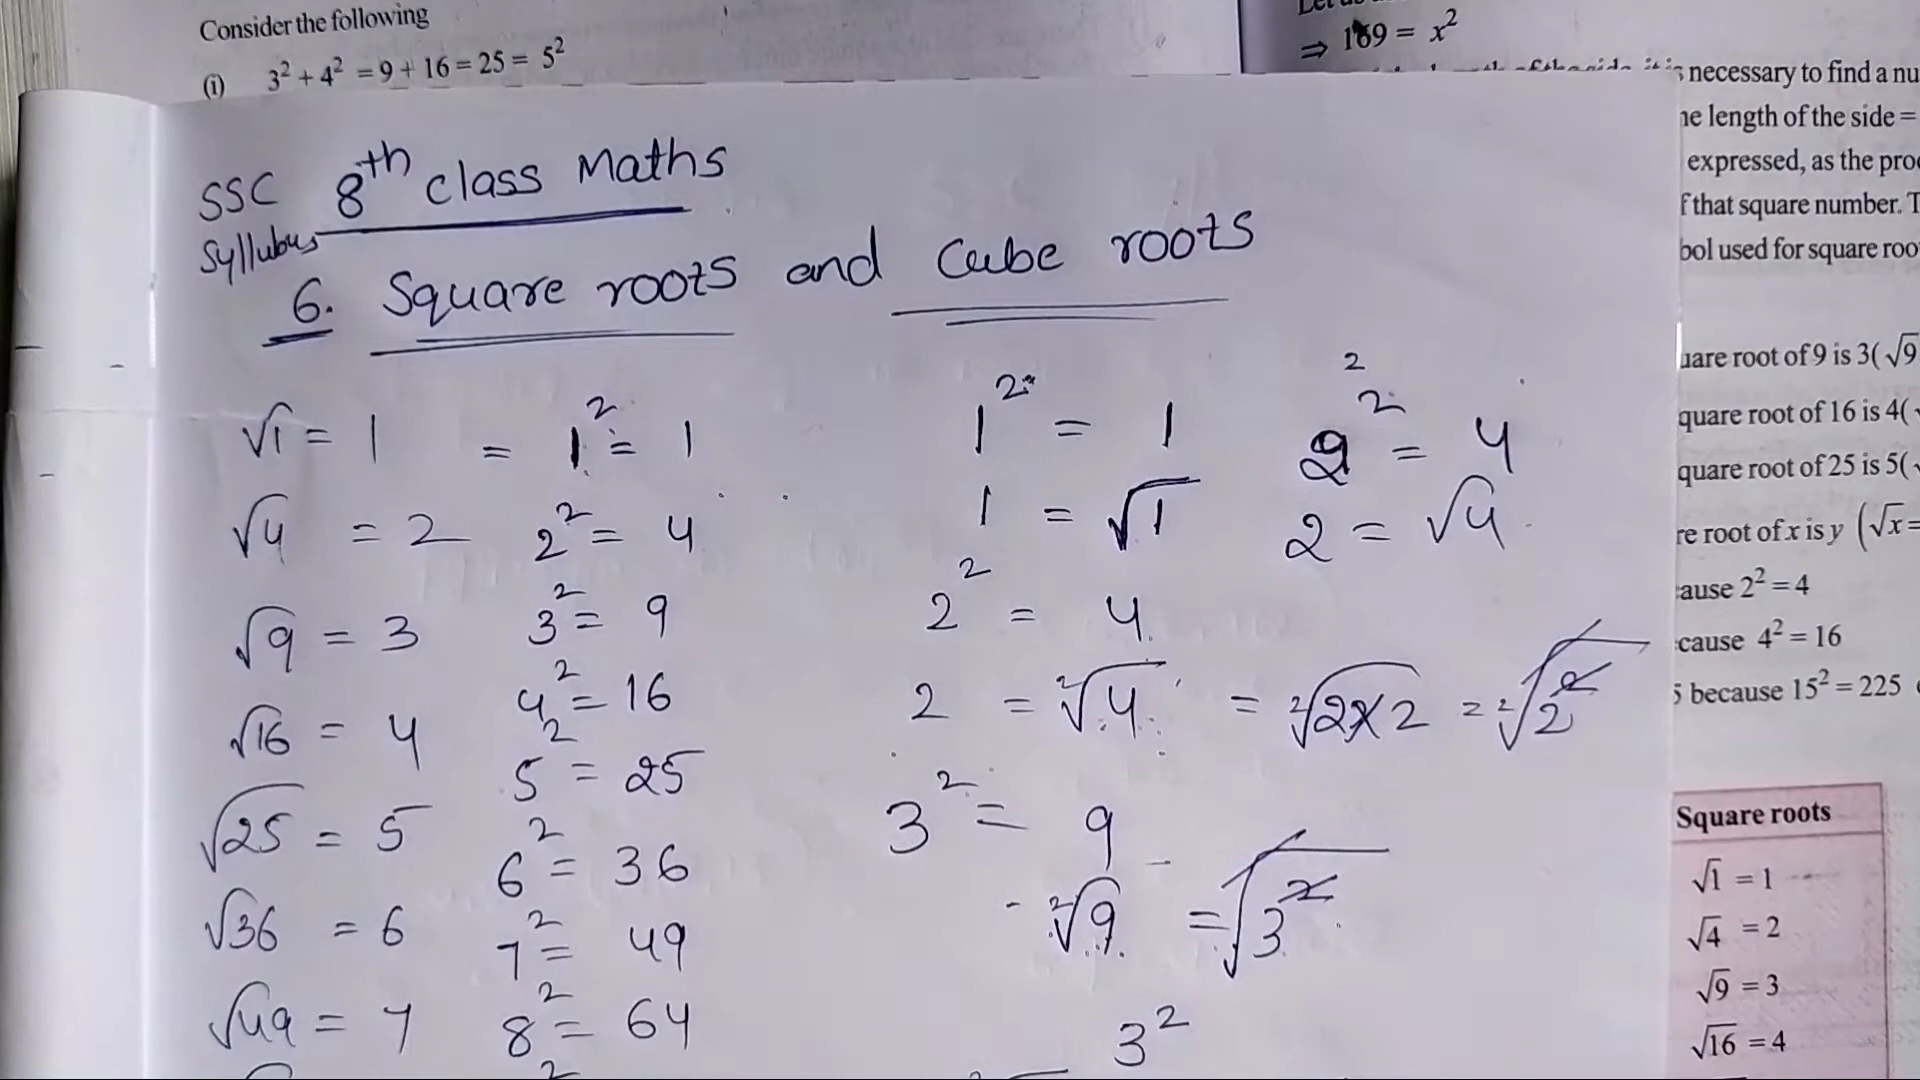 Consider the following
(i) 3² + 4² = 9 + 16 = 25 = 5²
⇒ 169 = x²
necessary to find a nu
he length of the side =
expressed, as the pro
f that square number. T
bol used for square roo
uare root of 9 is 3(√9
quare root of 16 is 4(
quare root of 25 is 5(
re root of x is y (√x =
ause 2² = 4
cause 4² = 16
5 because 15² = 225
Square roots
√1 = 1
√4 = 2
√9 = 3
√16 = 4
SSC 8th class Maths
Syllubus
6. Square roots and Cube roots
√1 = 1 = 1² = 1
√4 = 2 2² = 4
√9 = 3 3² = 9
√16 = 4 4² = 16
√25 = 5 5² = 25
√36 = 6 6² = 36
√49 = 7 7² = 49
8² = 64
1² = 1
1 = √1
2² = 4
2 = ²√4 = ²√2×2 = ²√2²
3² = 9
²√9 = √3²
3²
2
2² = 4
2 = √4